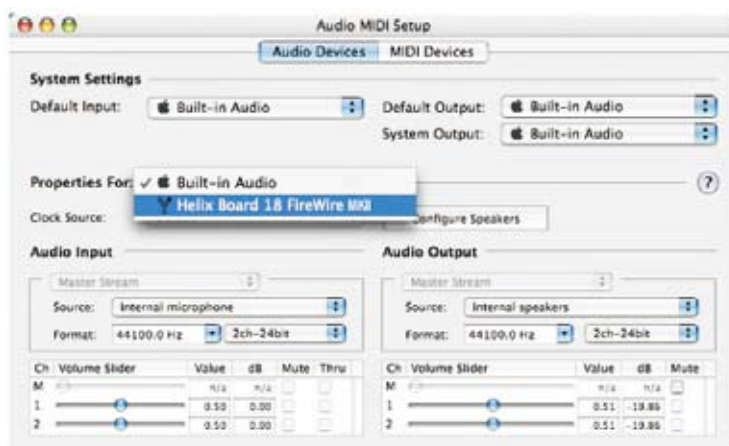 Audio MIDI Setup
Audio Devices MIDI Devices
System Settings
Default Input: Built-in Audio Default Output: Built-in Audio
System Output: Built-in Audio
Properties For: ✓ Built-in Audio ?
Helix Board 18 FireWire MKII
Clock Source: Configure Speakers
Audio Input Audio Output
Master Stream Master Stream
Source: Internal microphone Source: Internal speakers
Format: 44100.0 Hz 2ch-24bit Format: 44100.0 Hz 2ch-24bit
Ch Volume Slider Value dB Mute Thru Ch Volume Slider Value dB Mute
M n/a n/a M n/a n/a
1 0.50 0.00 1 0.51 -19.86
2 0.50 0.00 2 0.51 -19.86